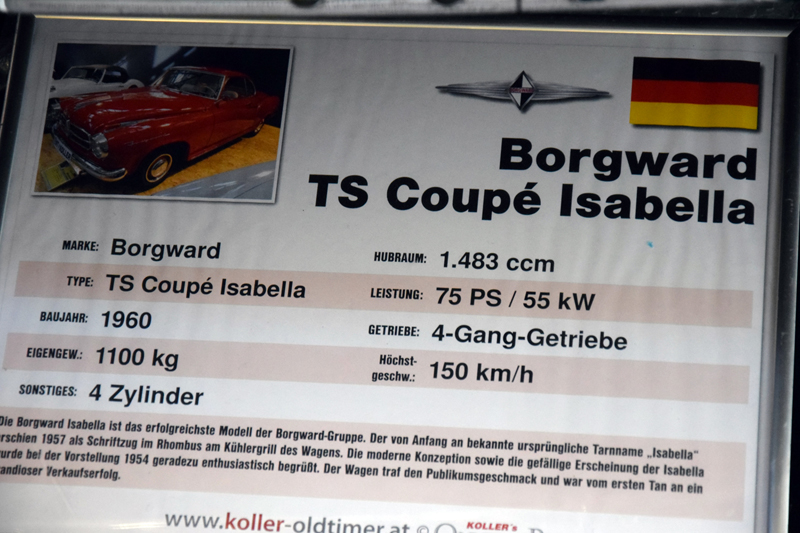 Borgward
TS Coupé Isabella
MARKE: Borgward
TYPE: TS Coupé Isabella
BAUJAHR: 1960
EIGENGEW.: 1100 kg
SONSTIGES: 4 Zylinder
HUBRAUM: 1.483 ccm
LEISTUNG: 75 PS / 55 kW
GETRIEBE: 4-Gang-Getriebe
Höchst-
geschw.: 150 km/h
Die Borgward Isabella ist das erfolgreichste Modell der Borgward-Gruppe. Der von Anfang an bekannte ursprüngliche Tarnname „Isabella"
erschien 1957 als Schriftzug im Rhombus am Kühlergrill des Wagens. Die moderne Konzeption sowie die gefällige Erscheinung der Isabella
wurde bei der Vorstellung 1954 geradezu enthusiastisch begrüßt. Der Wagen traf den Publikumsgeschmack und war vom ersten Tan an ein
andioser Verkaufserfolg.
www.koller-oldtimer.at ©
KOLLER's